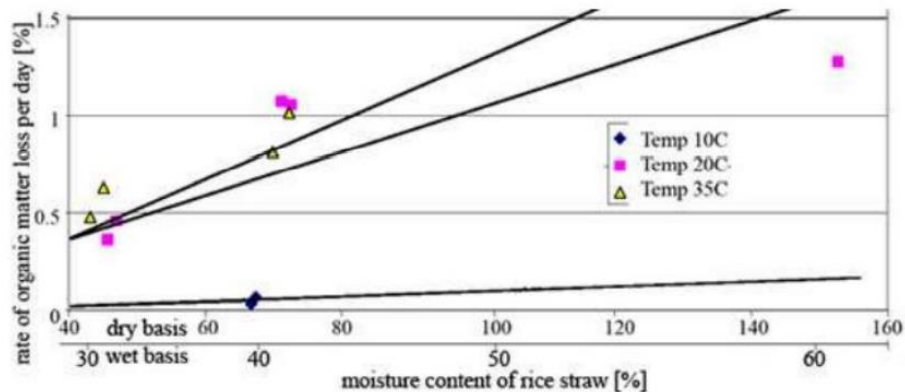 rate of organic matter loss per day [%]
1.5
1
0.5
0
Temp 10C
Temp 20C
Temp 35C
40 60 80 100 120 140 160
dry basis
30 wet basis 40 50 60
moisture content of rice straw [%]